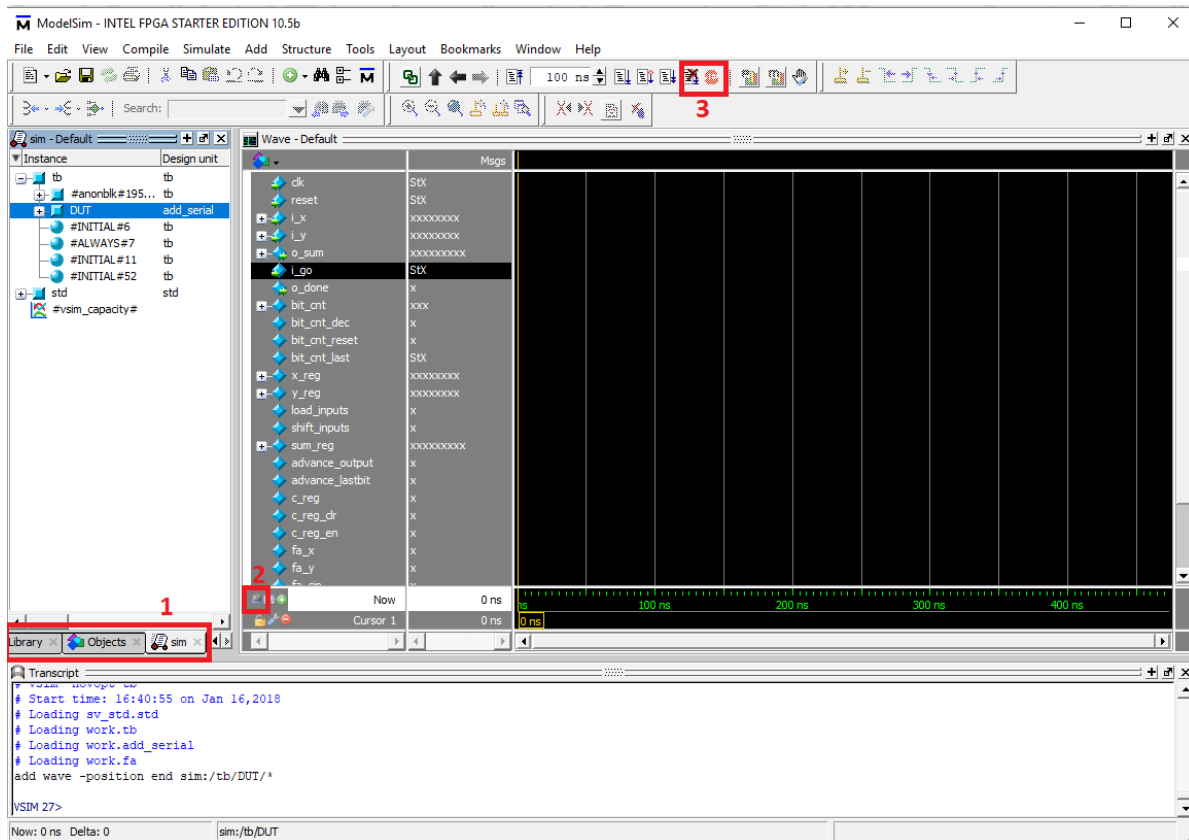 ModelSim - INTEL FPGA STARTER EDITION 10.5b
File Edit View Compile Simulate Add Structure Tools Layout Bookmarks Window Help
100 ns
3
Search:
sim - Default
Instance Design unit
tb tb
#anonblk#195... tb
DUT add_serial
#INITIAL#6 tb
#ALWAYS#7 tb
#INITIAL#11 tb
#INITIAL#52 tb
std std
#vsim_capacity#
1
Library Objects sim
Wave - Default
Msgs
clk StX
reset StX
i_x xxxxxxxx
i_y xxxxxxxx
o_sum xxxxxxxxx
i_go StX
o_done x
bit_cnt xxx
bit_cnt_dec x
bit_cnt_reset x
bit_cnt_last StX
x_reg xxxxxxxx
y_reg xxxxxxxx
load_inputs x
shift_inputs x
sum_reg xxxxxxxxx
advance_output x
advance_lastbit x
c_reg x
c_reg_clr x
c_reg_en x
fa_x x
fa_y x
fa_cin
2
Now 0 ns
ns 100 ns 200 ns 300 ns 400 ns
Cursor 1 0 ns 0 ns
Transcript
# vsim -novopt tb
# Start time: 16:40:55 on Jan 16,2018
# Loading sv_std.std
# Loading work.tb
# Loading work.add_serial
# Loading work.fa
add wave -position end sim:/tb/DUT/*
VSIM 27>
Now: 0 ns Delta: 0 sim:/tb/DUT